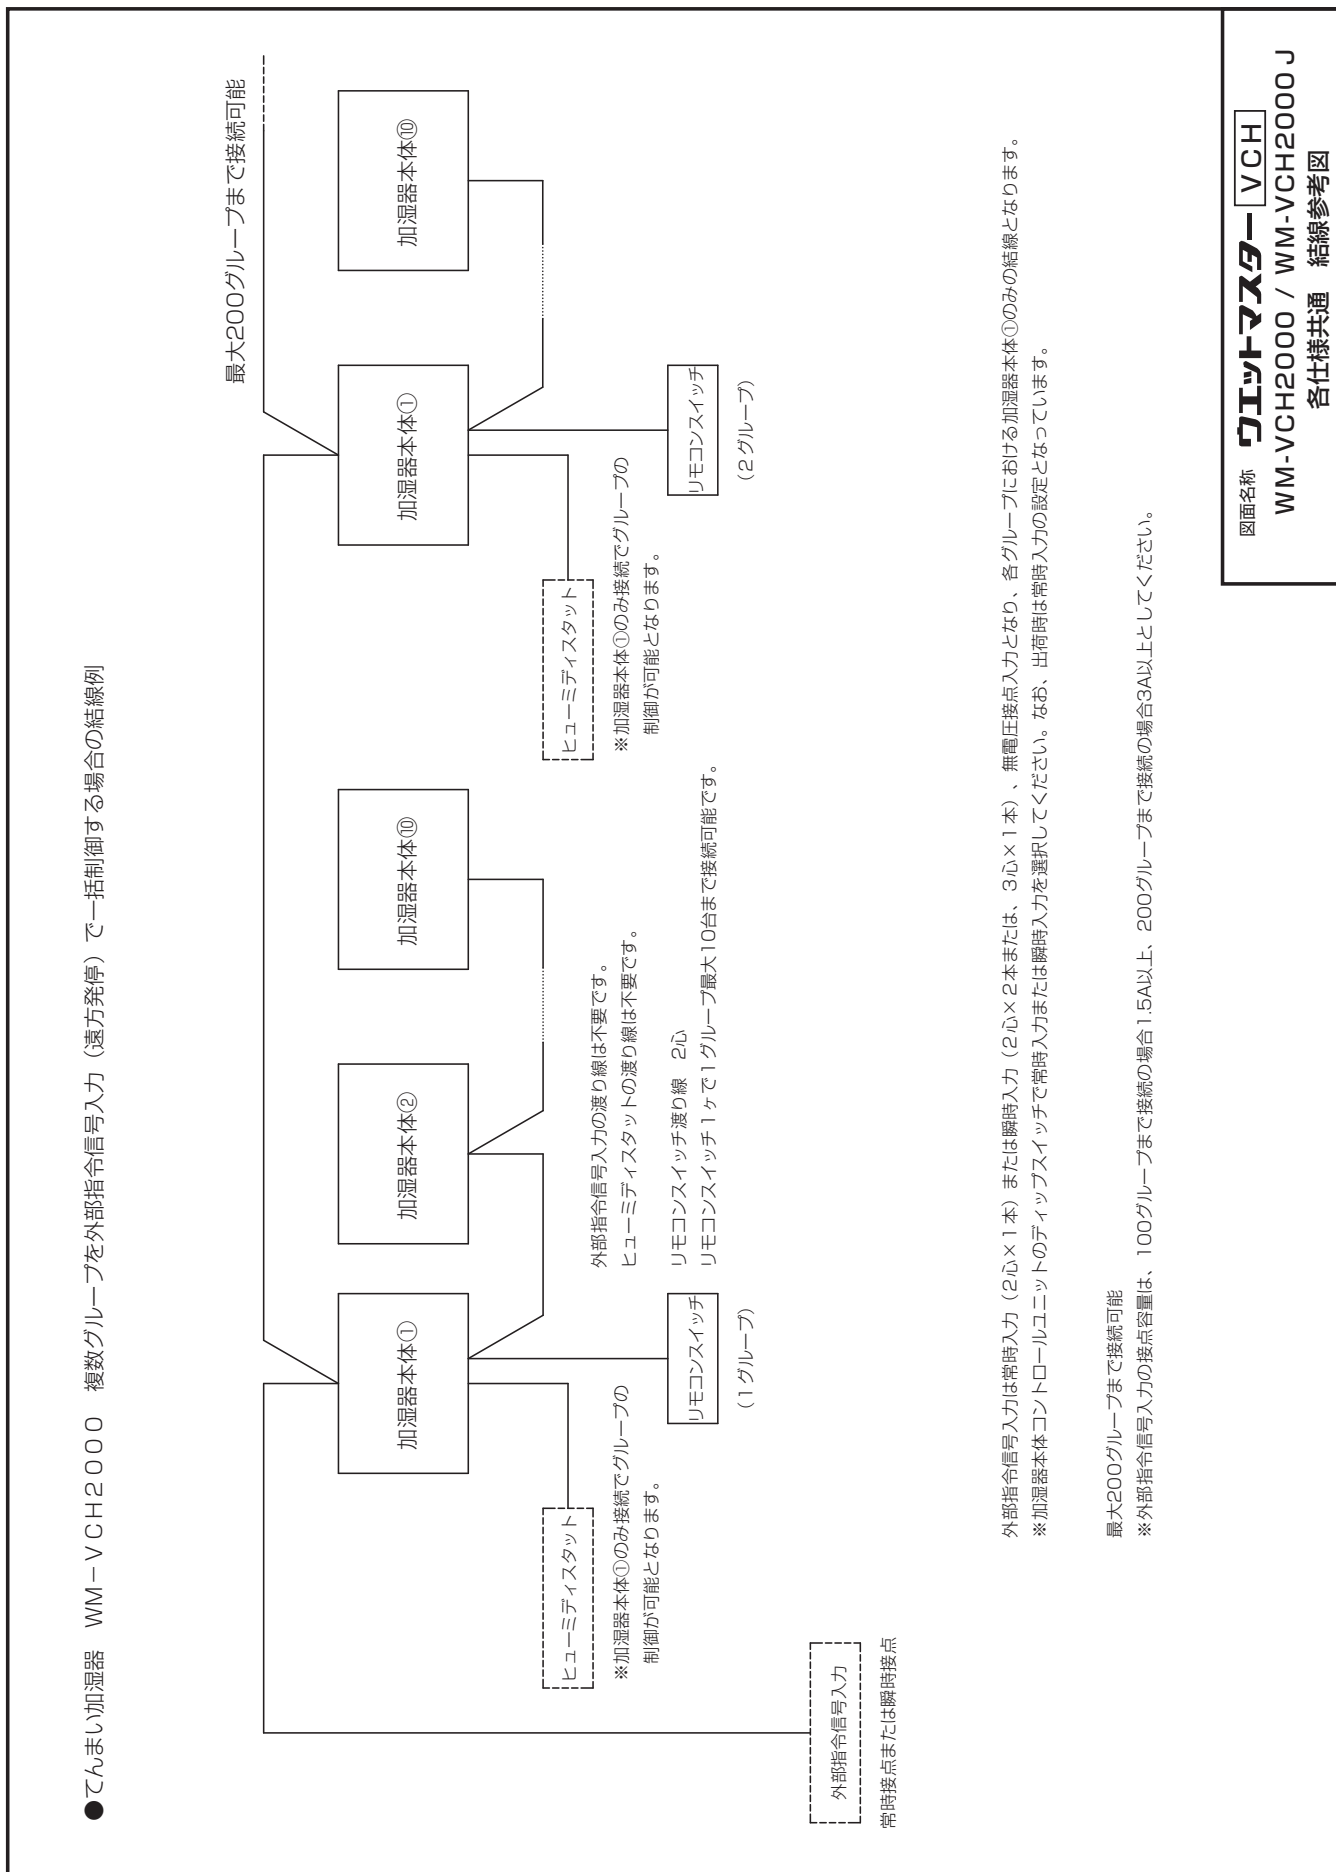 ●てんまい加湿器　WM－VCH2000　複数グループを外部指令信号入力（遠方発停）で一括制御する場合の結線例
最大200グループまで接続可能
加湿器本体①
加湿器本体②
加湿器本体⑩
加湿器本体①
加湿器本体⑩
ヒューミディスタット
※加湿器本体①のみ接続でグループの
制御が可能となります。
リモコンスイッチ
（1グループ）
外部指令信号入力の渡り線は不要です。
ヒューミディスタットの渡り線は不要です。
リモコンスイッチ渡り線　2心
リモコンスイッチ1ヶで1グループ最大10台まで接続可能です。
ヒューミディスタット
※加湿器本体①のみ接続でグループの
制御が可能となります。
リモコンスイッチ
（2グループ）
外部指令信号入力
常時接点または瞬時接点
外部指令信号入力は常時入力（2心×1本）または瞬時入力（2心×2本または、3心×1本）、無電圧接点入力となり、各グループにおける加湿器本体①のみの結線となります。
※加湿器本体コントロールユニットのディップスイッチで常時入力または瞬時入力を選択してください。なお、出荷時は常時入力の設定となっています。
最大200グループまで接続可能
※外部指令信号入力の接点容量は、100グループまで接続の場合1.5A以上、200グループまで接続の場合3A以上としてください。
図面名称　ウエットマスター VCH
WM-VCH2000 / WM-VCH2000J
各仕様共通　結線参考図